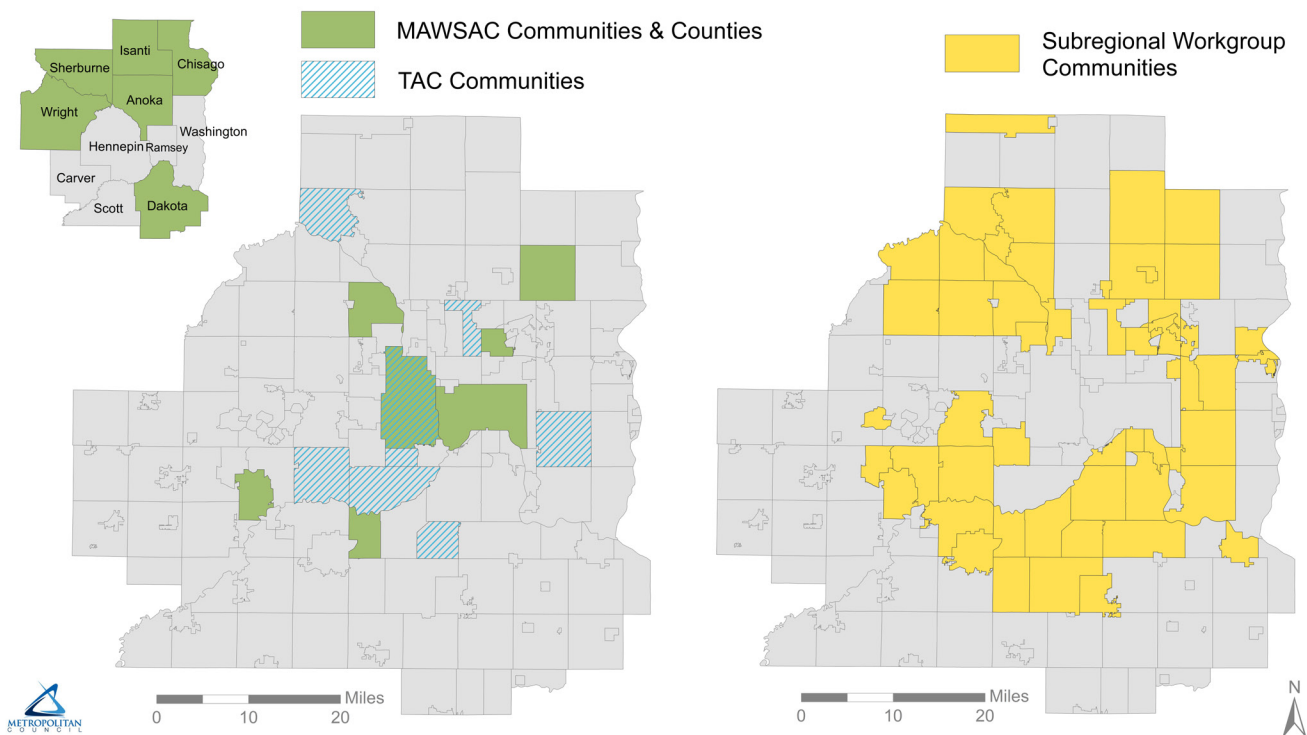 MAWSAC Communities & Counties
TAC Communities
Subregional Workgroup
Communities
Isanti
Sherburne
Chisago
Wright
Anoka
Washington
Hennepin
Ramsey
Carver
Scott
Dakota
Miles
0
10
20
Miles
0
10
20
N
METROPOLITAN
COUNCIL